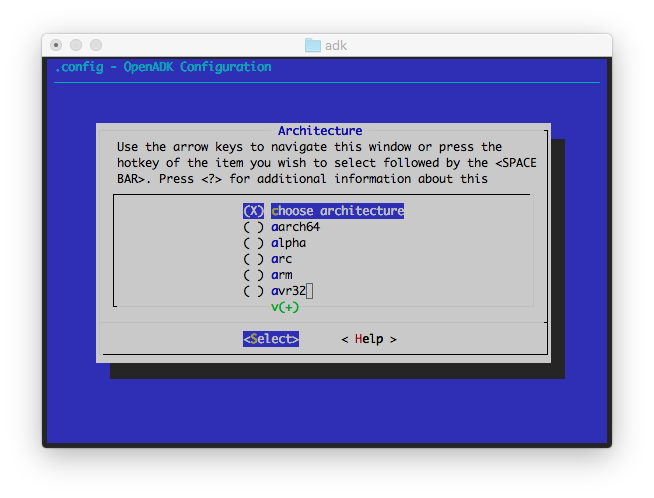 adk
.config - OpenADK Configuration
Architecture
Use the arrow keys to navigate this window or press the
hotkey of the item you wish to select followed by the <SPACE
BAR>. Press <?> for additional information about this
(X) choose architecture
( ) aarch64
( ) alpha
( ) arc
( ) arm
( ) avr32
v(+)
<Select> < Help >